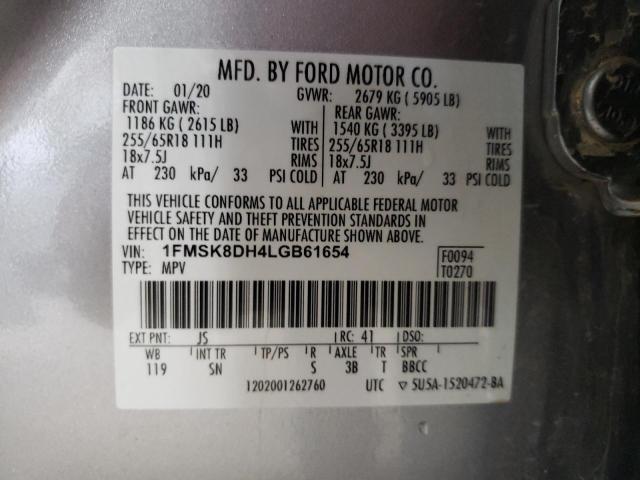 MFD. BY FORD MOTOR CO.
DATE: 01/20 GVWR: 2679 KG ( 5905 LB)
FRONT GAWR: REAR GAWR:
1186 KG ( 2615 LB) WITH 1540 KG ( 3395 LB) WITH
255/65R18 111H TIRES 255/65R18 111H TIRES
18x7.5J RIMS 18x7.5J RIMS
AT 230 kPa/ 33 PSI COLD AT 230 kPa/ 33 PSI COLD
THIS VEHICLE CONFORMS TO ALL APPLICABLE FEDERAL MOTOR
VEHICLE SAFETY AND THEFT PREVENTION STANDARDS IN
EFFECT ON THE DATE OF MANUFACTURE SHOWN ABOVE.
VIN: 1FMSK8DH4LGB61654 F0094
TYPE: MPV T0270
EXT PNT: JS RC: 41 DSO:
WB INT TR TP/PS R AXLE TR SPR
119 SN S 3B T BBCC
1202001262760 UTC ▽ 5U5A-1520472-BA